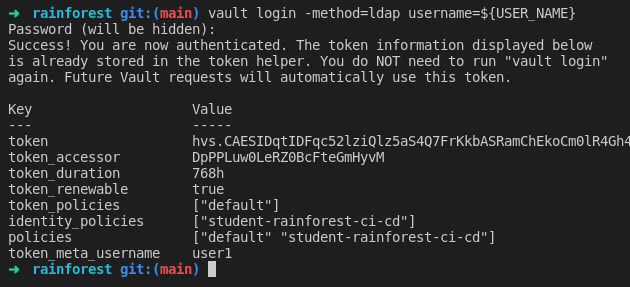 ➜ rainforest git:(main) vault login -method=ldap username=${USER_NAME}
Password (will be hidden):
Success! You are now authenticated. The token information displayed below
is already stored in the token helper. You do NOT need to run "vault login"
again. Future Vault requests will automatically use this token.
Key Value
--- -----
token hvs.CAESIDqtIDFqc52lziQlz5aS4Q7FrKkbASRamChEkoCm0lR4Gh4
token_accessor DpPPLuw0LeRZ0BcFteGmHyvM
token_duration 768h
token_renewable true
token_policies ["default"]
identity_policies ["student-rainforest-ci-cd"]
policies ["default" "student-rainforest-ci-cd"]
token_meta_username user1
➜ rainforest git:(main)